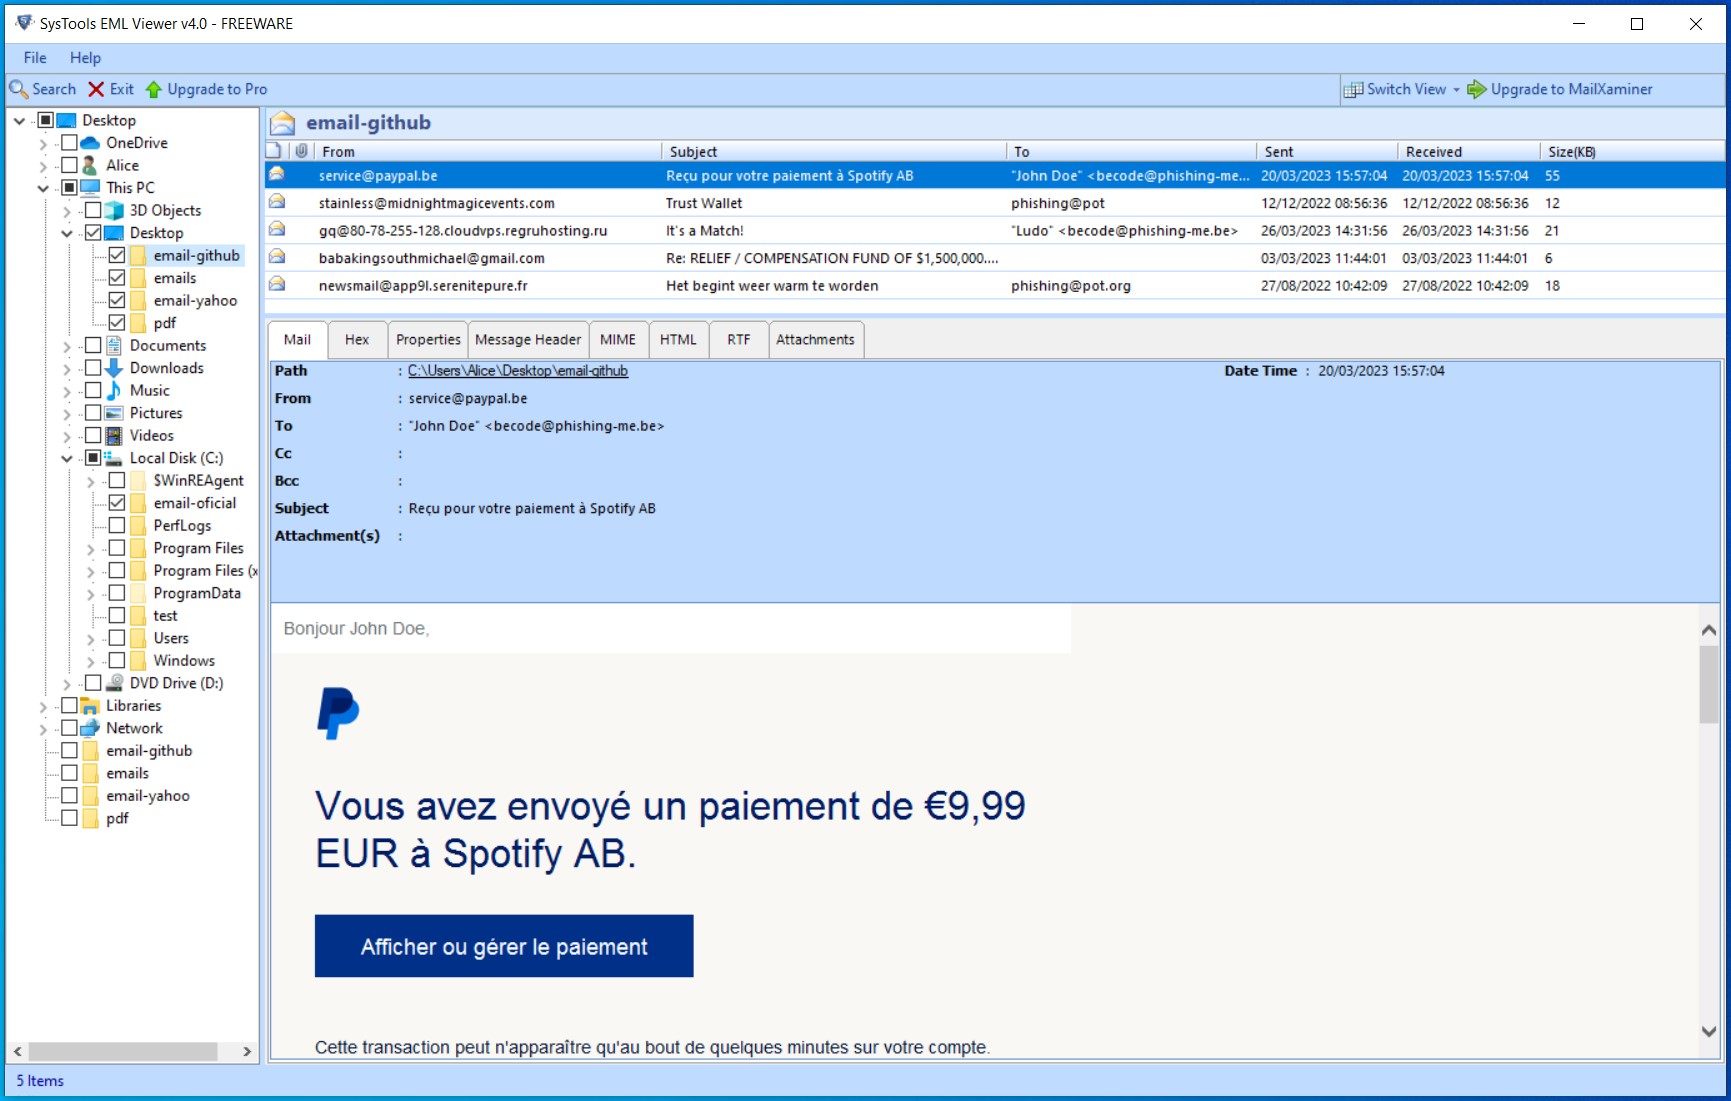 SysTools EML Viewer v4.0 - FREEWARE
File Help
Search Exit Upgrade to Pro Switch View Upgrade to MailXaminer
Desktop
OneDrive
Alice
This PC
3D Objects
Desktop
email-github
emails
email-yahoo
pdf
Documents
Downloads
Music
Pictures
Videos
Local Disk (C:)
$WinREAgent
email-oficial
PerfLogs
Program Files
Program Files (x
ProgramData
test
Users
Windows
DVD Drive (D:)
Libraries
Network
email-github
emails
email-yahoo
pdf
email-github
From Subject To Sent Received Size(KB)
service@paypal.be Reçu pour votre paiement à Spotify AB "John Doe" <becode@phishing-me... 20/03/2023 15:57:04 20/03/2023 15:57:04 55
stainless@midnightmagicevents.com Trust Wallet phishing@pot 12/12/2022 08:56:36 12/12/2022 08:56:36 12
gq@80-78-255-128.cloudvps.regruhosting.ru It's a Match! "Ludo" <becode@phishing-me.be> 26/03/2023 14:31:56 26/03/2023 14:31:56 21
babakingsouthmichael@gmail.com Re: RELIEF / COMPENSATION FUND OF $1,500,000.... 03/03/2023 11:44:01 03/03/2023 11:44:01 6
newsmail@app9l.serenitepure.fr Het begint weer warm te worden phishing@pot.org 27/08/2022 10:42:09 27/08/2022 10:42:09 18
Mail Hex Properties Message Header MIME HTML RTF Attachments
Path : C:\Users\Alice\Desktop\email-github Date Time : 20/03/2023 15:57:04
From : service@paypal.be
To : "John Doe" <becode@phishing-me.be>
Cc :
Bcc :
Subject : Reçu pour votre paiement à Spotify AB
Attachment(s) :
Bonjour John Doe,
Vous avez envoyé un paiement de €9,99
EUR à Spotify AB.
Afficher ou gérer le paiement
Cette transaction peut n'apparaître qu'au bout de quelques minutes sur votre compte.
5 Items